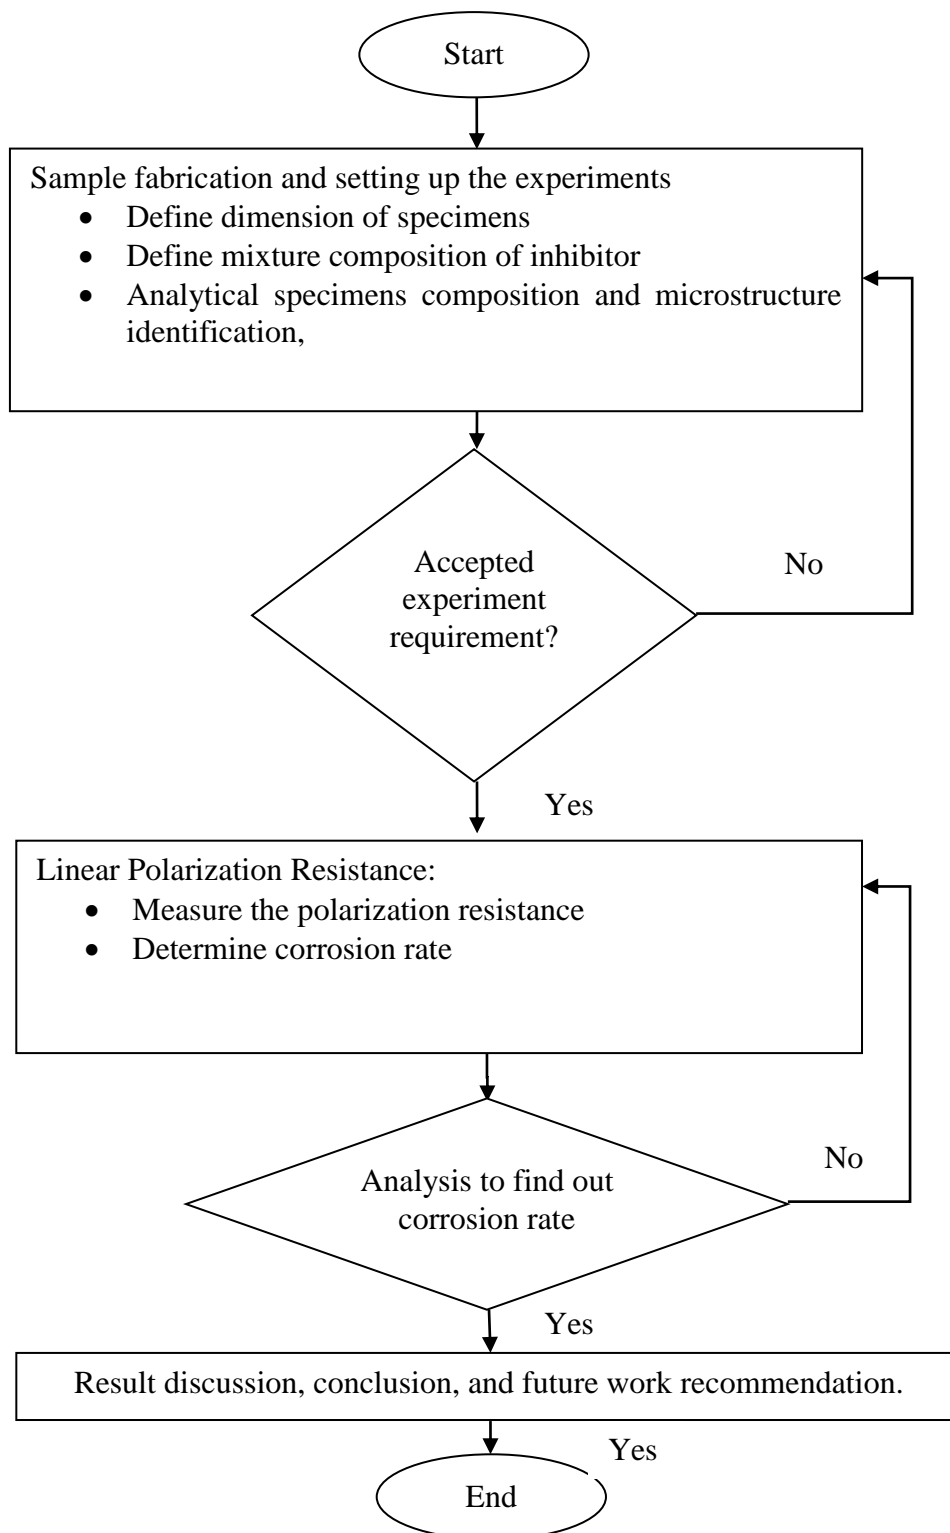 Start
Sample fabrication and setting up the experiments
• Define dimension of specimens
• Define mixture composition of inhibitor
• Analytical specimens composition and microstructure
identification,
Accepted
experiment
requirement?
No
Yes
Linear Polarization Resistance:
• Measure the polarization resistance
• Determine corrosion rate
Analysis to find out
corrosion rate
No
Yes
Result discussion, conclusion, and future work recommendation.
Yes
End